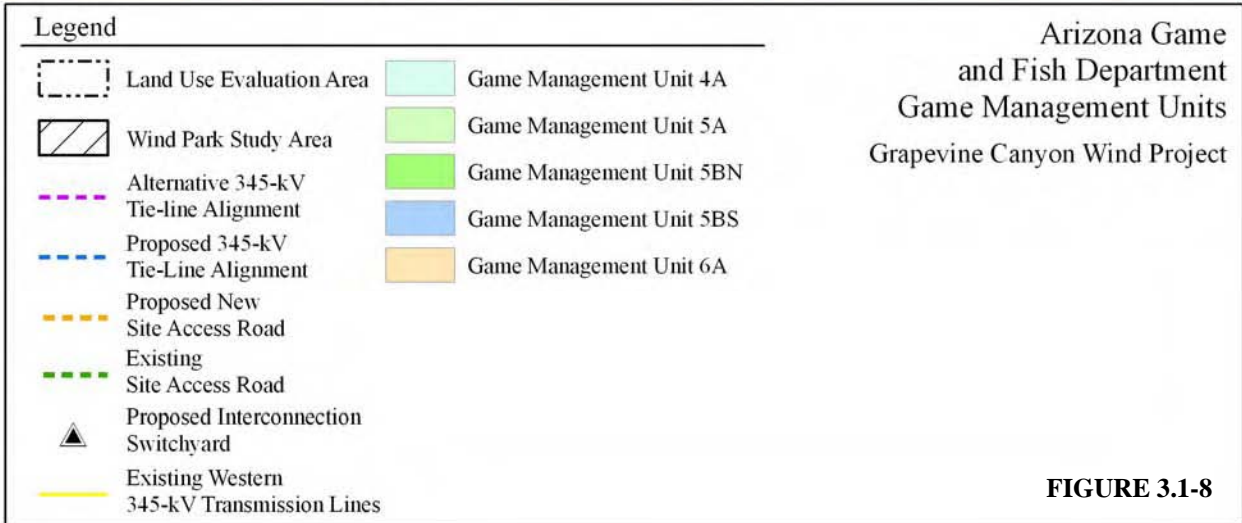 Legend
Land Use Evaluation Area
Wind Park Study Area
Alternative 345-kV
Tie-line Alignment
Proposed 345-kV
Tie-Line Alignment
Proposed New
Site Access Road
Existing
Site Access Road
Proposed Interconnection
Switchyard
Existing Western
345-kV Transmission Lines
Game Management Unit 4A
Game Management Unit 5A
Game Management Unit 5BN
Game Management Unit 5BS
Game Management Unit 6A
Arizona Game
and Fish Department
Game Management Units
Grapevine Canyon Wind Project
FIGURE 3.1-8